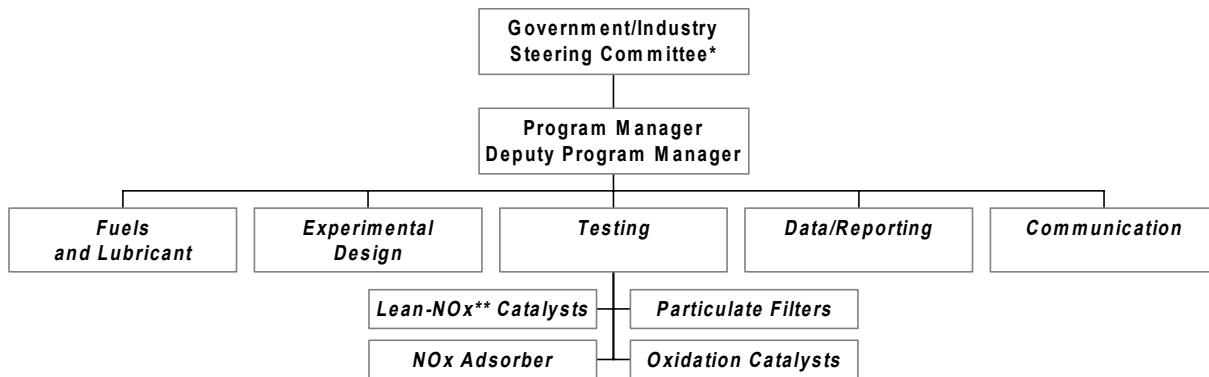 Government/Industry
Steering Committee*
Program Manager
Deputy Program Manager
Fuels
and Lubricant
Experimental
Design
Testing
Data/Reporting
Communication
Lean-NOx** Catalysts
Particulate Filters
NOx Adsorber
Oxidation Catalysts